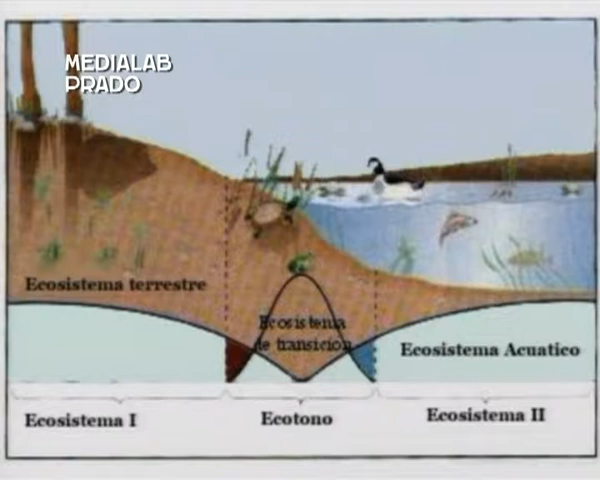 MEDIALAB
PRADO
Ecosistema terrestre
Ecosistema
de transicion
Ecosistema Acuatico
Ecosistema I
Ecotono
Ecosistema II